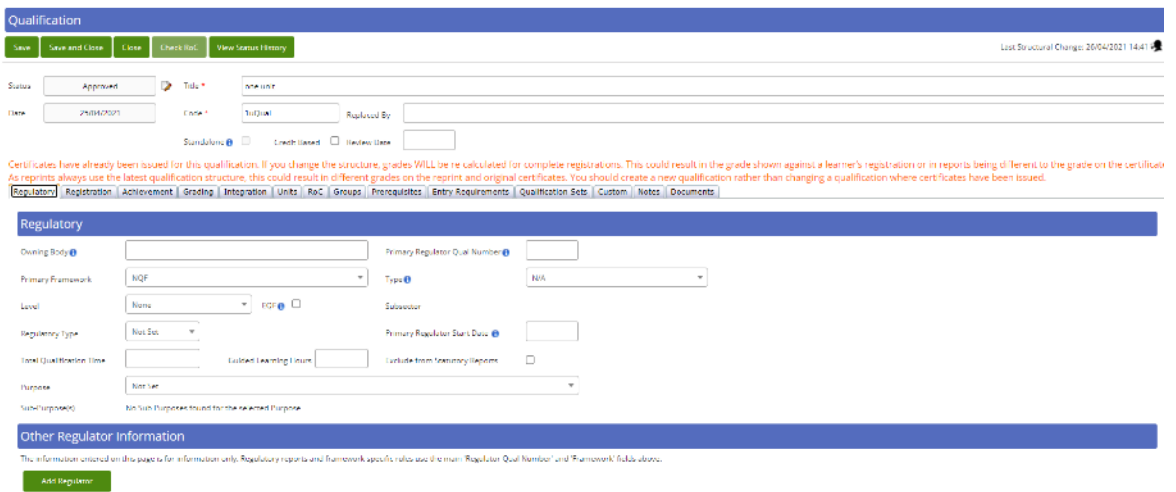 Qualification
Save Save and Close Close Check RoC View Status History Last Structural Change: 26/04/2021 14:41
Status Approved Title * one unit
Date 25/04/2021 Code * 1uQual Replaced By
Standalone Credit Based Review Date
Certificates have already been issued for this qualification. If you change the structure, grades WILL be re calculated for complete registrations. This could result in the grade shown against a learner's registration or in reports being different to the grade on the certificate
As reprints always use the latest qualification structure, this could result in different grades on the reprint and original certificates. You should create a new qualification rather than changing a qualification where certificates have been issued.
Regulatory Registration Achievement Grading Integration Units RoC Groups Prerequisites Entry Requirements Qualification Sets Custom Notes Documents
Regulatory
Owning Body Primary Regulator Qual Number
Primary Framework NQF Type N/A
Level None EQF Subsector
Regulatory Type Not Set Primary Regulator Start Date
Total Qualification Time Guided Learning Hours Exclude from Statutory Reports
Purpose Not Set
Sub-Purpose(s) No Sub Purposes found for the selected Purpose
Other Regulator Information
The information entered on this page is for information only. Regulatory reports and framework specific rules use the main 'Regulator Qual Number' and 'Framework' fields above.
Add Regulator